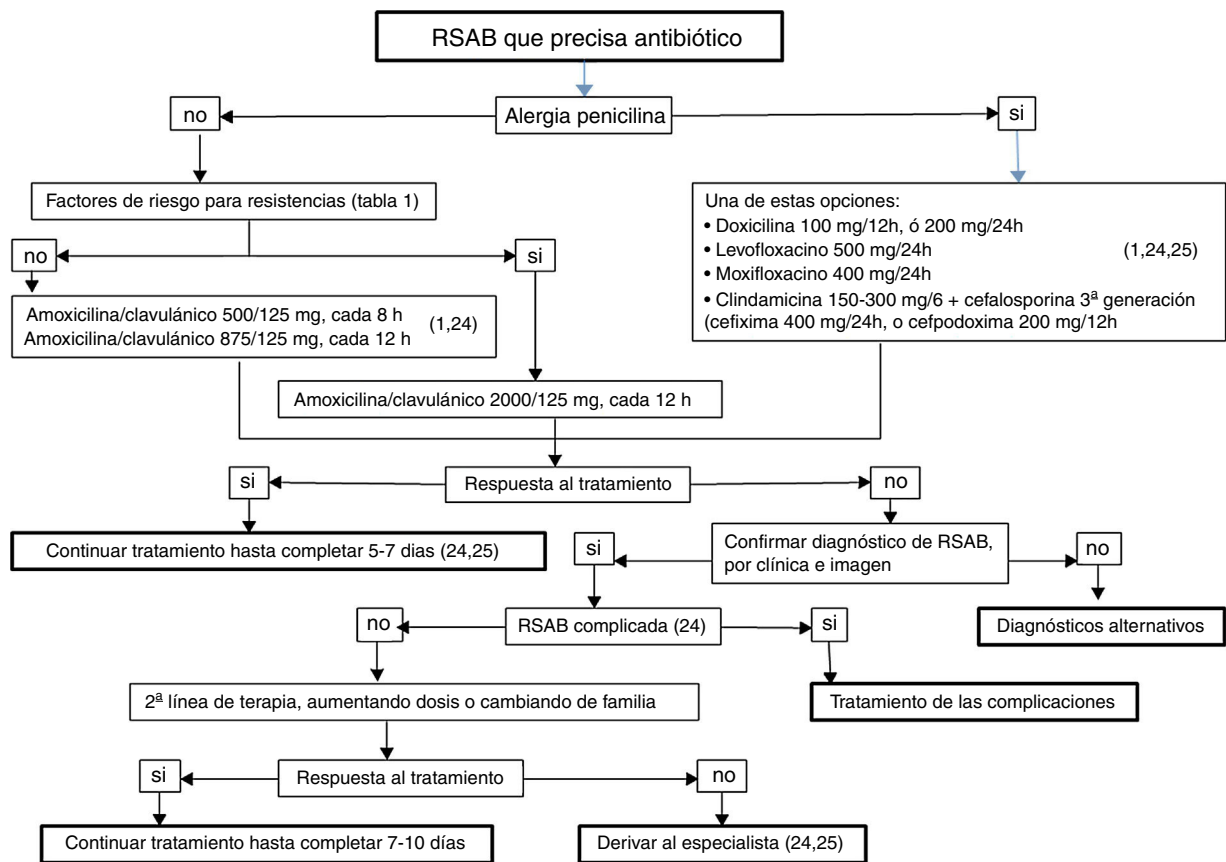 RSAB que precisa antibiótico
no
Alergia penicilina
si
Factores de riesgo para resistencias (tabla 1)
no
si
Una de estas opciones:
• Doxicilina 100 mg/12h, ó 200 mg/24h
• Levofloxacino 500 mg/24h
(1,24,25)
• Moxifloxacino 400 mg/24h
• Clindamicina 150-300 mg/6 + cefalosporina 3ª generación
(cefixima 400 mg/24h, o cefpodoxima 200 mg/12h
Amoxicilina/clavulánico 500/125 mg, cada 8 h
(1,24)
Amoxicilina/clavulánico 875/125 mg, cada 12 h
Amoxicilina/clavulánico 2000/125 mg, cada 12 h
si
Respuesta al tratamiento
no
Continuar tratamiento hasta completar 5-7 dias (24,25)
si
Confirmar diagnóstico de RSAB,
por clínica e imagen
no
no
RSAB complicada (24)
si
Diagnósticos alternativos
2ª línea de terapia, aumentando dosis o cambiando de familia
Tratamiento de las complicaciones
si
Respuesta al tratamiento
no
Continuar tratamiento hasta completar 7-10 días
Derivar al especialista (24,25)